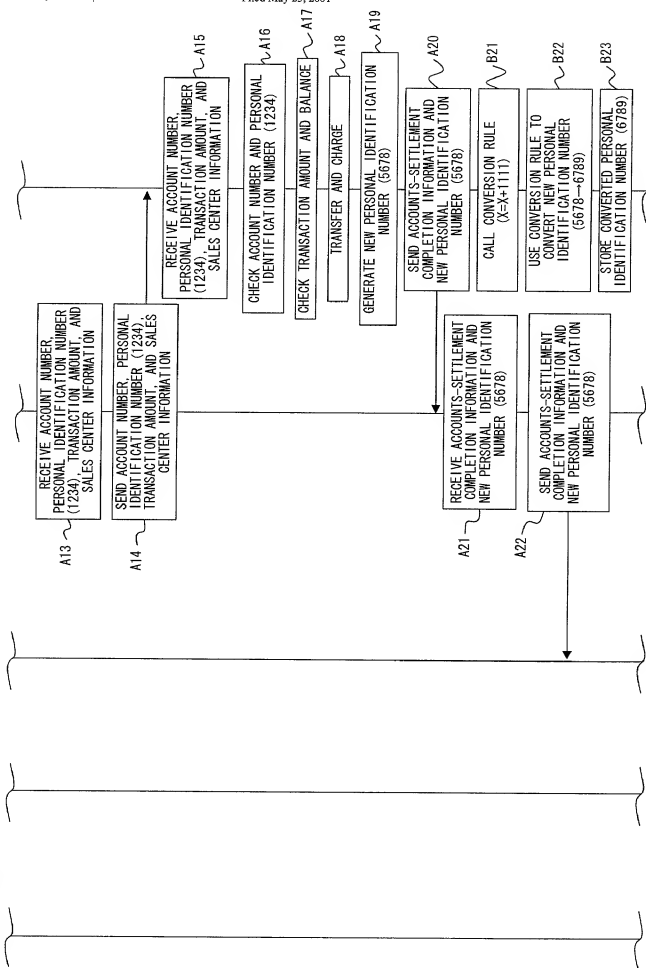 RECEIVE ACCOUNT NUMBER,
PERSONAL IDENTIFICATION NUMBER
(1234), TRANSACTION AMOUNT, AND
SALES CENTER INFORMATION
A13
SEND ACCOUNT NUMBER, PERSONAL
IDENTIFICATION NUMBER (1234),
TRANSACTION AMOUNT, AND SALES
CENTER INFORMATION
A14
RECEIVE ACCOUNT NUMBER,
PERSONAL IDENTIFICATION NUMBER
(1234), TRANSACTION AMOUNT, AND
SALES CENTER INFORMATION
A15
CHECK ACCOUNT NUMBER AND PERSONAL
IDENTIFICATION NUMBER (1234)
A16
CHECK TRANSACTION AMOUNT AND BALANCE
A17
TRANSFER AND CHARGE
A18
GENERATE NEW PERSONAL IDENTIFICATION
NUMBER (5678)
A19
SEND ACCOUNTS-SETTLEMENT
COMPLETION INFORMATION AND
NEW PERSONAL IDENTIFICATION
NUMBER (5678)
A20
RECEIVE ACCOUNTS-SETTLEMENT
COMPLETION INFORMATION AND
NEW PERSONAL IDENTIFICATION
NUMBER (5678)
A21
CALL CONVERSION RULE
(X=X+1111)
B21
SEND ACCOUNTS-SETTLEMENT
COMPLETION INFORMATION AND
NEW PERSONAL IDENTIFICATION
NUMBER (5678)
A22
USE CONVERSION RULE TO
CONVERT NEW PERSONAL
IDENTIFICATION NUMBER
(5678→6789)
B22
STORE CONVERTED PERSONAL
IDENTIFICATION NUMBER (6789)
B23